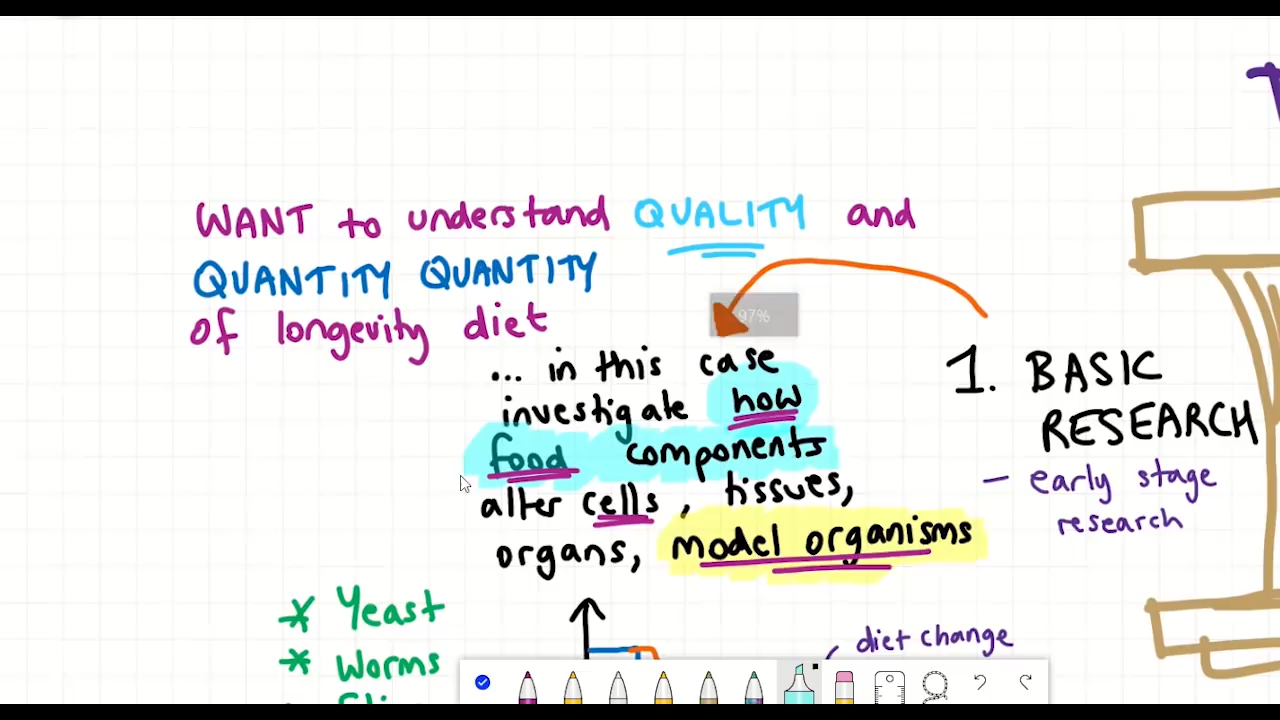 WANT to understand QUALITY and
QUANTITY QUANTITY
of longevity diet
97%
... in this case
investigate how
food components
alter cells, tissues,
organs, model organisms
1. BASIC
RESEARCH
- early stage
research
* Yeast
* Worms
diet change